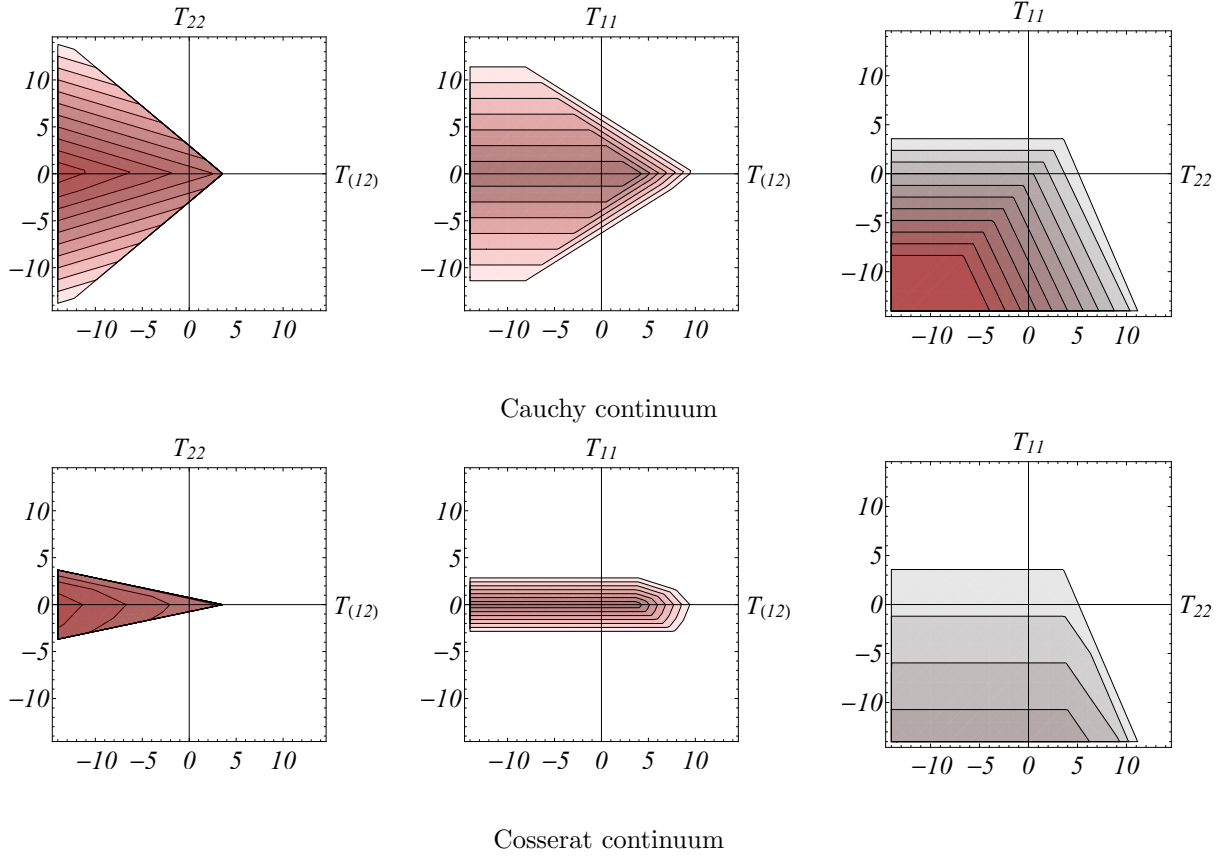 T22 T11 T11
10 10 10
5 5 5
0 0 0
T(12) T(12) T22
−5 −5 −5
−10 −10 −10
−10 −5 0 5 10 −10 −5 0 5 10 −10 −5 0 5 10
Cauchy continuum
T22 T11 T11
10 10 10
5 5 5
0 0 0
T(12) T(12) T22
−5 −5 −5
−10 −10 −10
−10 −5 0 5 10 −10 −5 0 5 10 −10 −5 0 5 10
Cosserat continuum